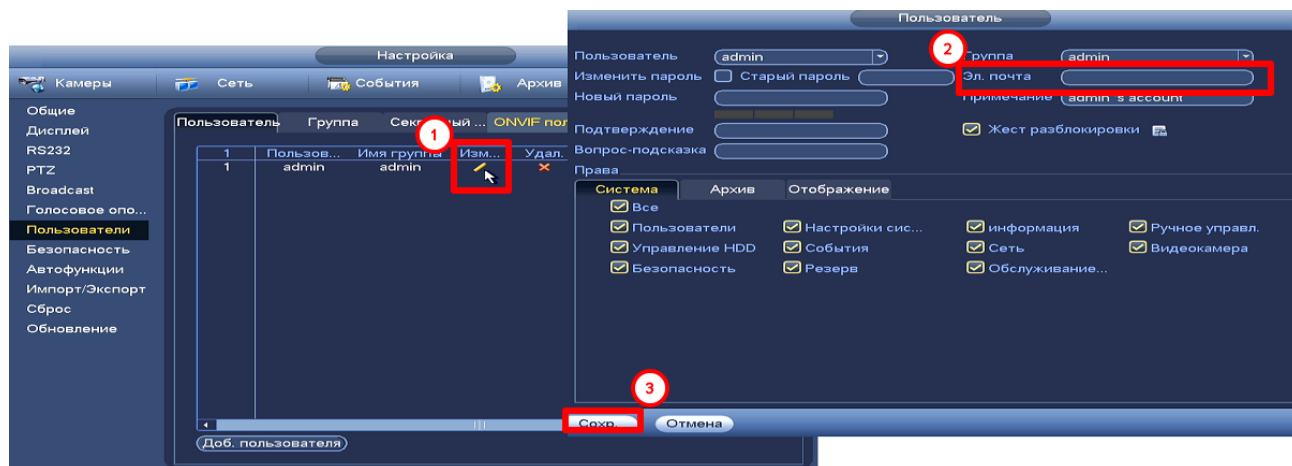 Настройка
Камеры Сеть События Архив
Общие
Дисплей
RS232
PTZ
Broadcast
Голосовое опо...
Пользователи
Безопасность
Автофункции
Импорт/Экспорт
Сброс
Обновление
Пользователь Группа ... ONVIF пол
1
1 Пользов... Имя группы Изм... Удал.
1 admin admin
Доб. пользователя
Пользователь
2
Пользователь admin Группа admin
Изменить пароль Старый пароль Эл. почта
Новый пароль Примечание admin 's account
Подтверждение Жест разблокировки
Вопрос-подсказка
Права
Система Архив Отображение
Все
Пользователи Настройки сис... информация Ручное управл.
Управление HDD События Сеть Видеокамера
Безопасность Резерв Обслуживание...
3
Сохр. Отмена